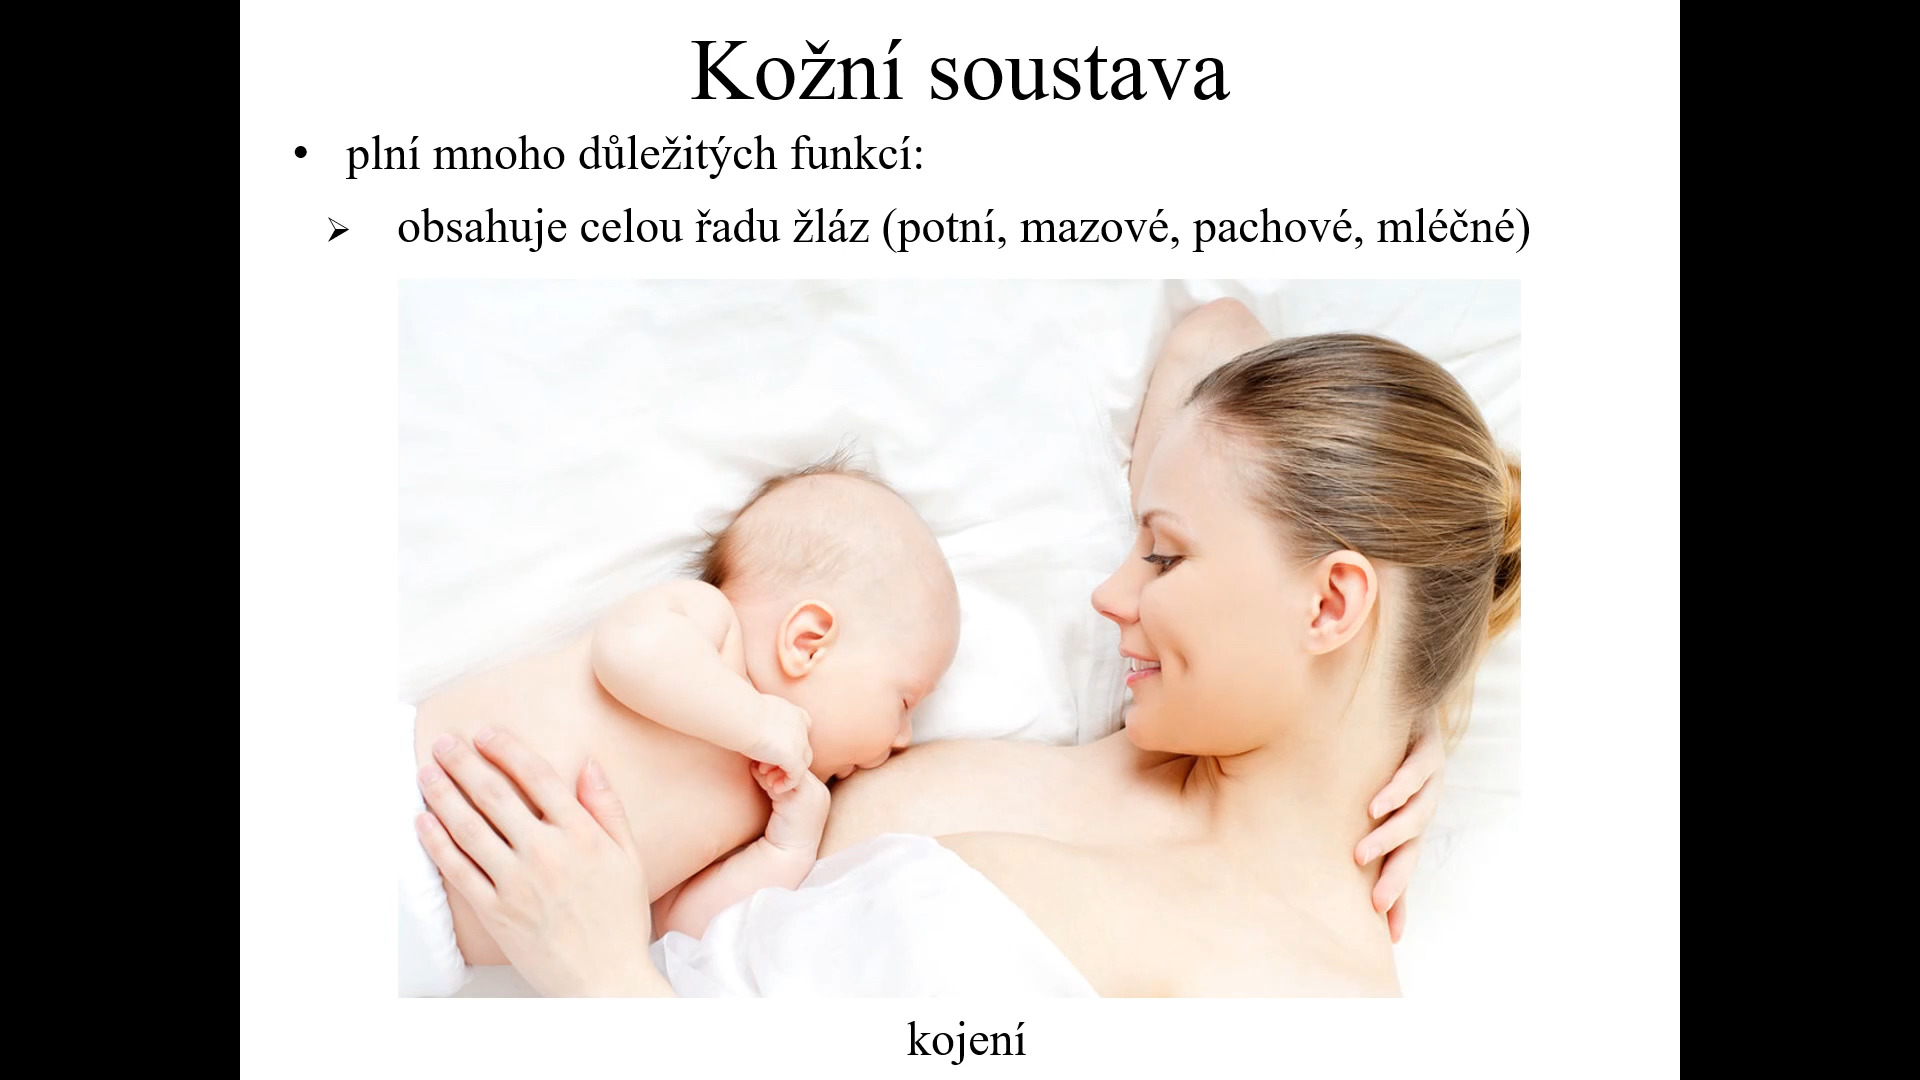 Kožní soustava
• plní mnoho důležitých funkcí:
➢ obsahuje celou řadu žláz (potní, mazové, pachové, mléčné)
kojení